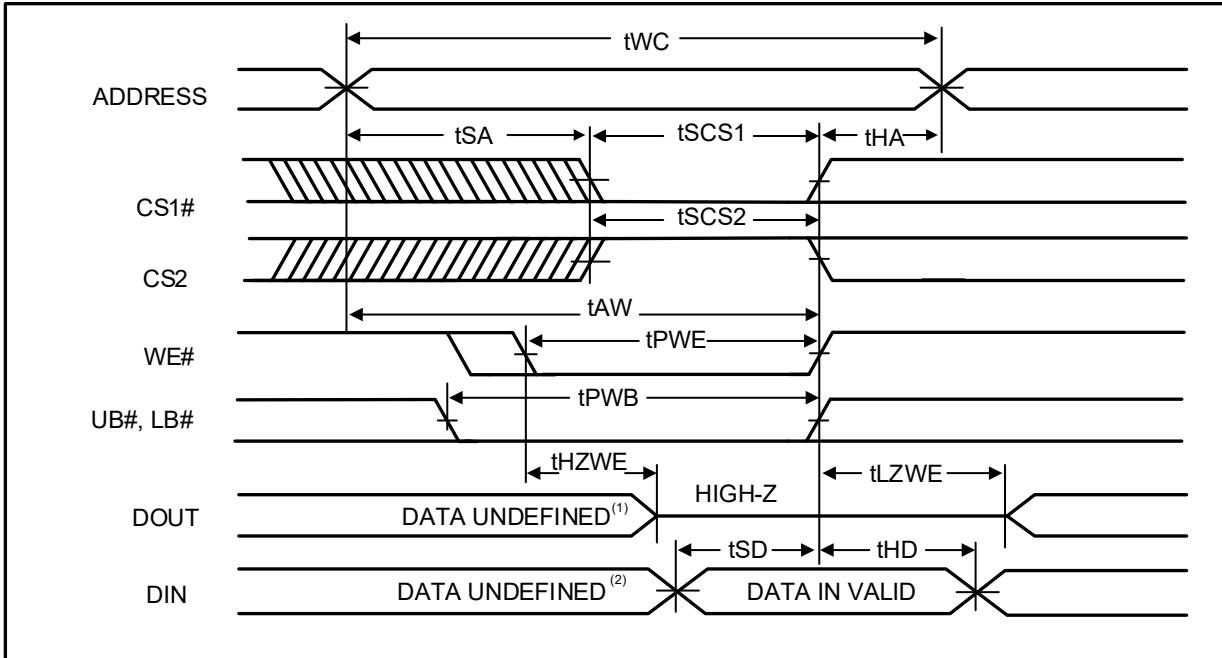 tWC
ADDRESS
tSA
tSCS1
tHA
CS1#
tSCS2
CS2
tAW
WE#
tPWE
UB#, LB#
tPWB
tHZWE
HIGH-Z
tLZWE
DOUT
DATA UNDEFINED(1)
tSD
tHD
DIN
DATA UNDEFINED(2)
DATA IN VALID